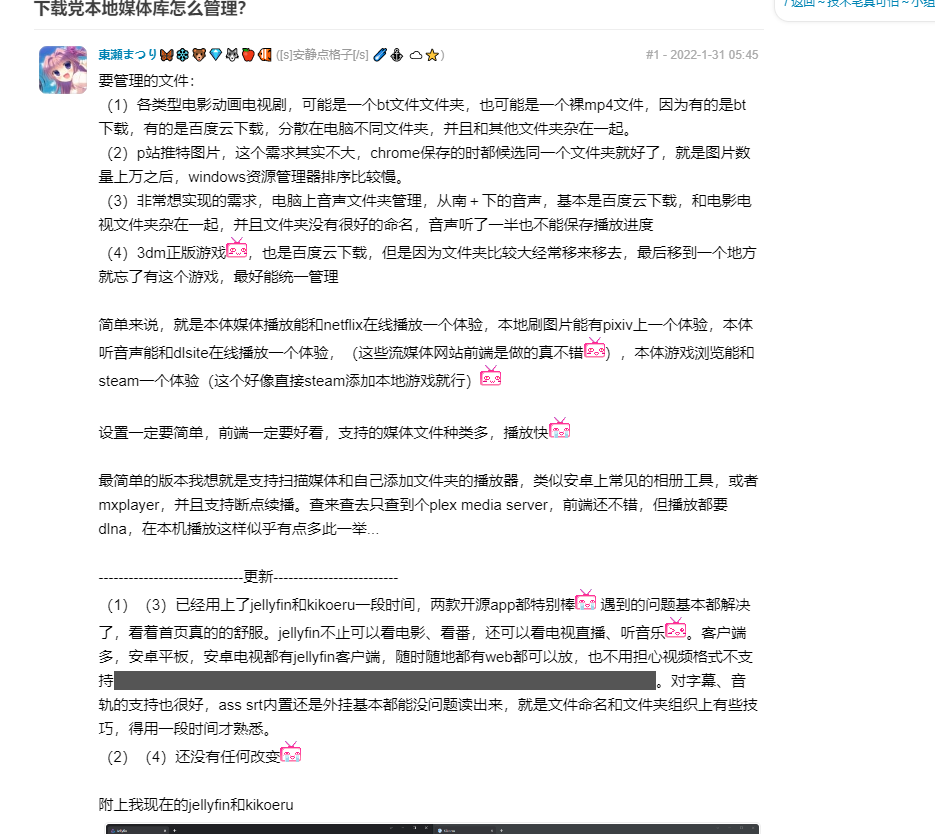 下载党本地媒体库怎么管理?
/ 返回~技术宅真可怕~小组
東瀬まつり ([s]安静点格子[/s] )
#1 - 2022-1-31 05:45
要管理的文件：
（1）各类型电影动画电视剧，可能是一个bt文件文件夹，也可能是一个裸mp4文件，因为有的是bt
下载，有的是百度云下载，分散在电脑不同文件夹，并且和其他文件夹杂在一起。
（2）p站推特图片，这个需求其实不大，chrome保存的时都候选同一个文件夹就好了，就是图片数
量上万之后，windows资源管理器排序比较慢。
（3）非常想实现的需求，电脑上音声文件夹管理，从南＋下的音声，基本是百度云下载，和电影电
视文件夹杂在一起，并且文件夹没有很好的命名，音声听了一半也不能保存播放进度
（4）3dm正版游戏，也是百度云下载，但是因为文件夹比较大经常移来移去，最后移到一个地方
就忘了有这个游戏，最好能统一管理
简单来说，就是本体媒体播放能和netflix在线播放一个体验，本地刷图片能有pixiv上一个体验，本体
听音声能和dlsite在线播放一个体验，（这些流媒体网站前端是做的真不错），本体游戏浏览能和
steam一个体验（这个好像直接steam添加本地游戏就行）
设置一定要简单，前端一定要好看，支持的媒体文件种类多，播放快
最简单的版本我想就是支持扫描媒体和自己添加文件夹的播放器，类似安卓上常见的相册工具，或者
mxplayer，并且支持断点续播。查来查去只查到个plex media server，前端还不错，但播放都要
dlna，在本机播放这样似乎有点多此一举...
-----------------------------更新-------------------------
（1）（3）已经用上了jellyfin和kikoeru一段时间，两款开源app都特别棒 遇到的问题基本都解决
了，看着首页真的的舒服。jellyfin不止可以看电影、看番，还可以看电视直播、听音乐。客户端
多，安卓平板，安卓电视都有jellyfin客户端，随时随地都有web都可以放，也不用担心视频格式不支
持。对字幕、音
轨的支持也很好，ass srt内置还是外挂基本都能没问题读出来，就是文件命名和文件夹组织上有些技
巧，得用一段时间才熟悉。
（2）（4）还没有任何改变
附上我现在的jellyfin和kikoeru